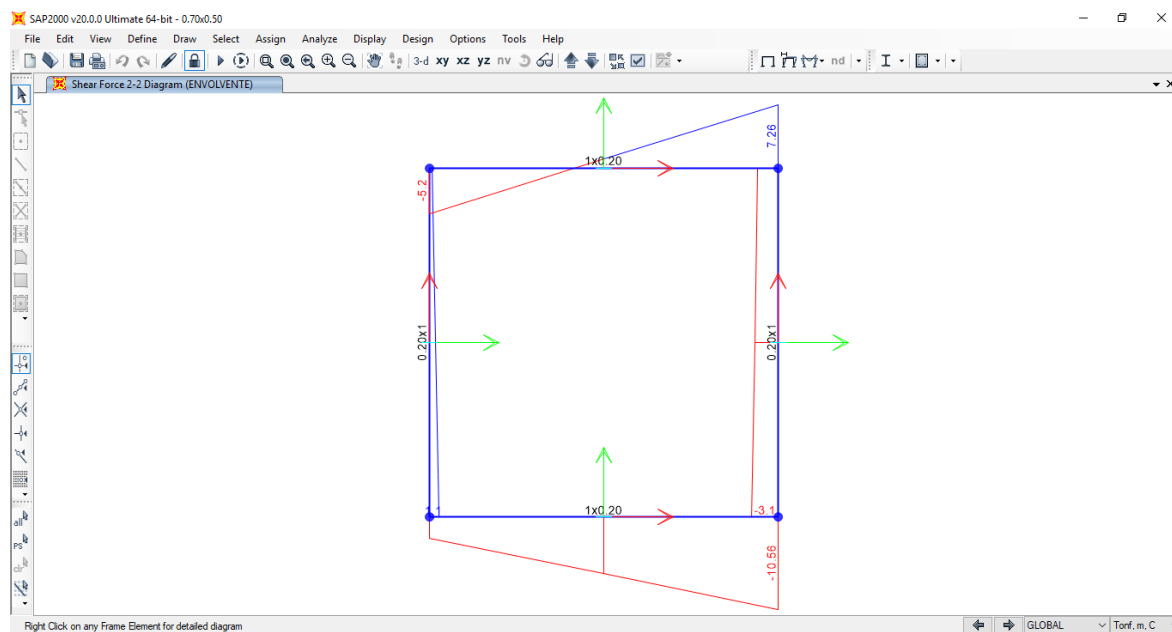 SAP2000 v20.0.0 Ultimate 64-bit - 0.70x0.50
File Edit View Define Draw Select Assign Analyze Display Design Options Tools Help
3-d xy xz yz nv nd
Shear Force 2-2 Diagram (ENVOLVENTE)
7.26
1x0.20
-5.2
0.20x1
0.20x1
1x0.20
1.1
-3.1
-10.56
all
PS
clr
Right Click on any Frame Element for detailed diagram
GLOBAL
Tonf, m, C